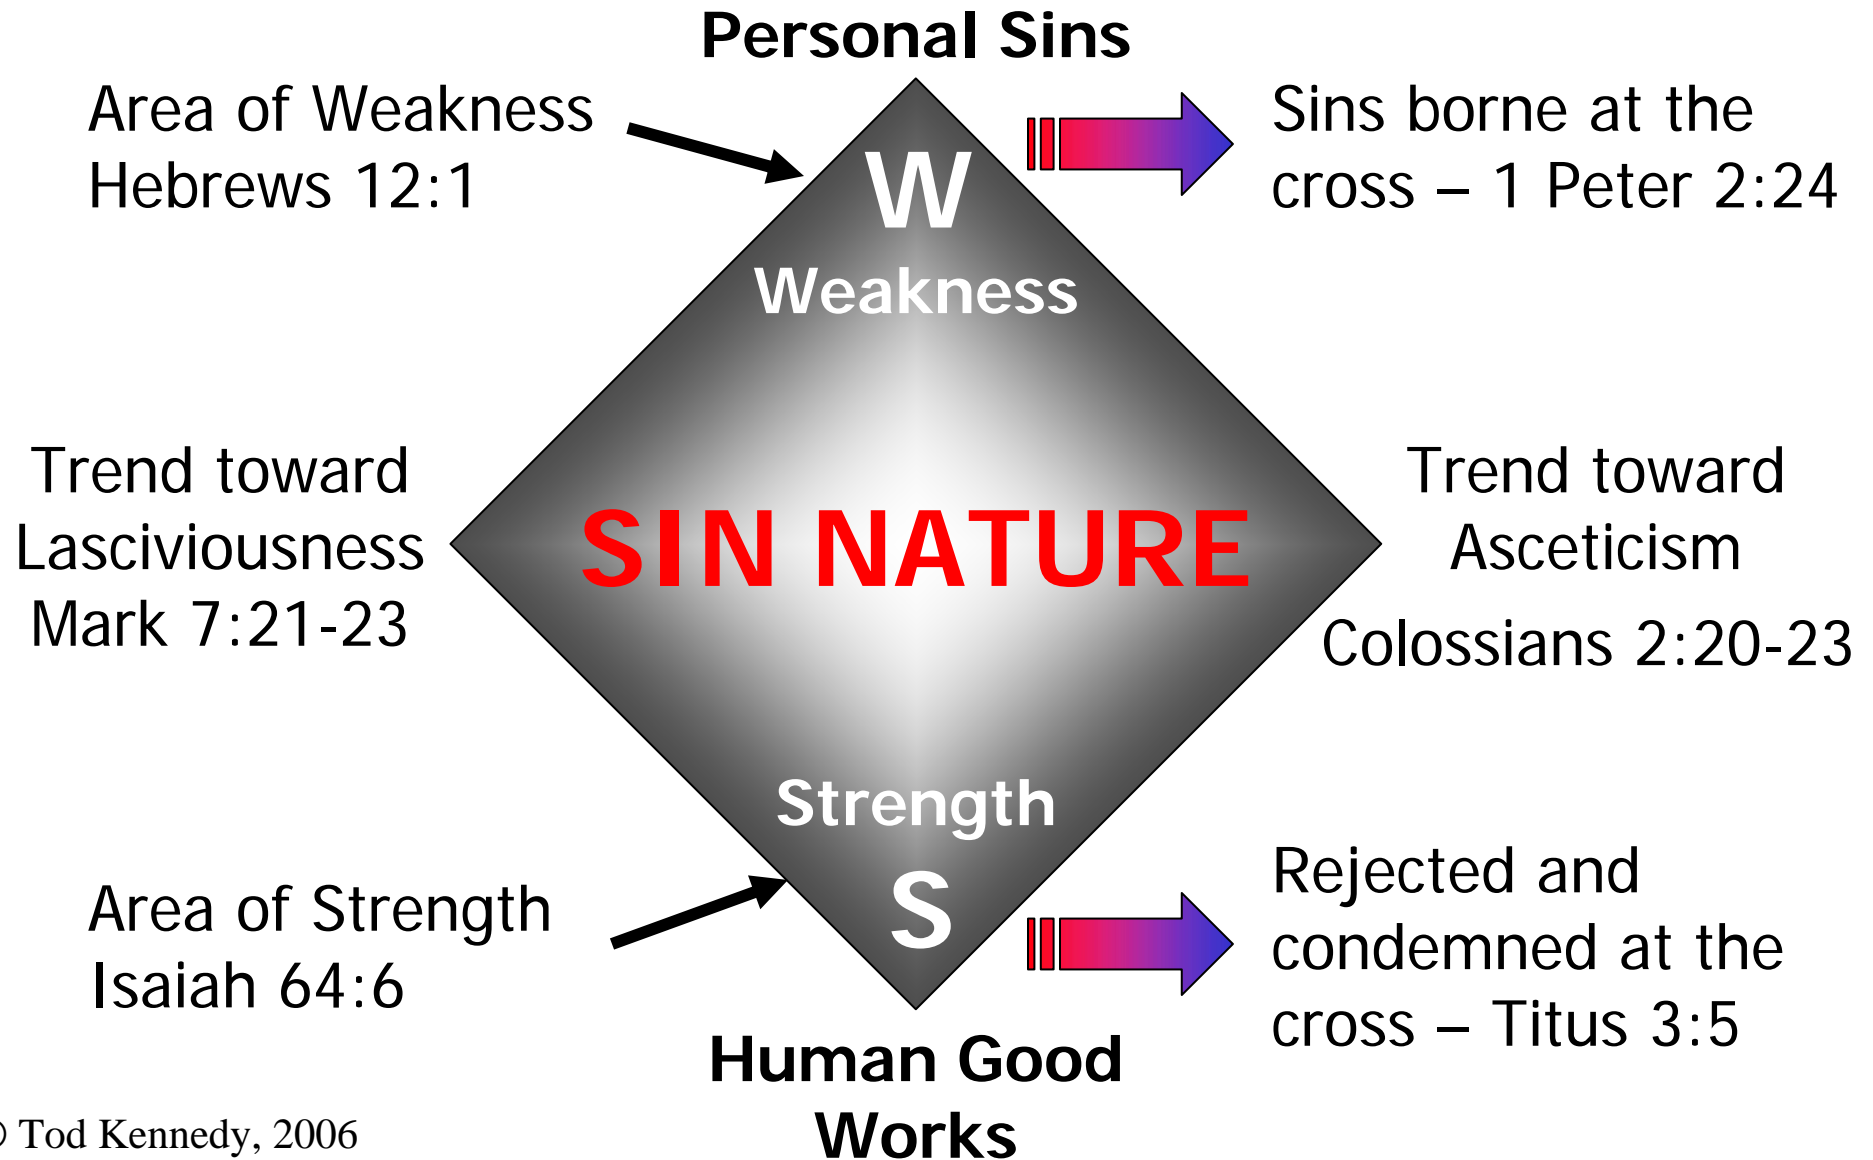 Personal Sins
Area of Weakness
Hebrews 12:1
W
Weakness
Sins borne at the
cross – 1 Peter 2:24
Trend toward
Lasciviousness
Mark 7:21-23
SIN NATURE
Trend toward
Asceticism
Colossians 2:20-23
Strength
S
Area of Strength
Isaiah 64:6
Rejected and
condemned at the
cross – Titus 3:5
Human Good
Works
© Tod Kennedy, 2006